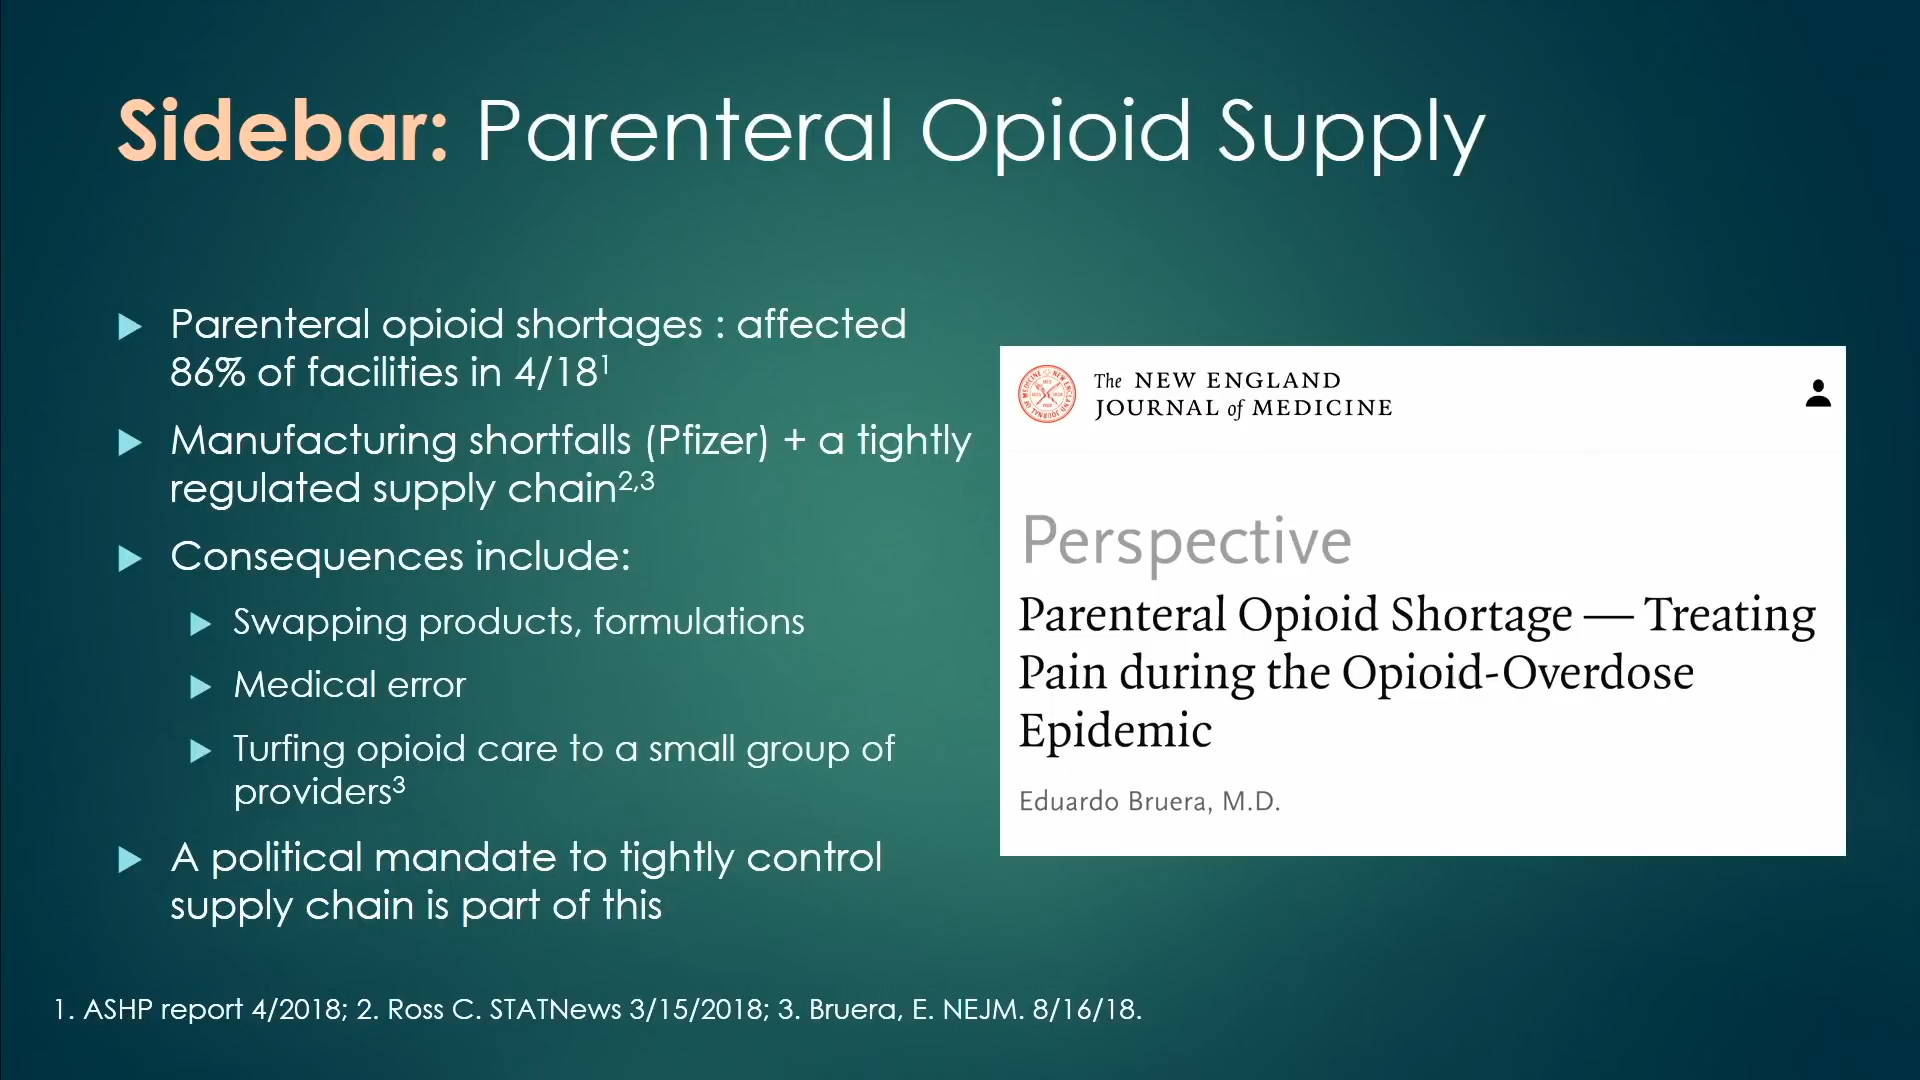 Sidebar: Parenteral Opioid Supply
Parenteral opioid shortages : affected
86% of facilities in 4/18¹
Manufacturing shortfalls (Pfizer) + a tightly
regulated supply chain²,³
Consequences include:
Swapping products, formulations
Medical error
Turfing opioid care to a small group of
providers³
A political mandate to tightly control
supply chain is part of this
The NEW ENGLAND
JOURNAL of MEDICINE
Perspective
Parenteral Opioid Shortage — Treating
Pain during the Opioid-Overdose
Epidemic
Eduardo Bruera, M.D.
1. ASHP report 4/2018; 2. Ross C. STATNews 3/15/2018; 3. Bruera, E. NEJM. 8/16/18.